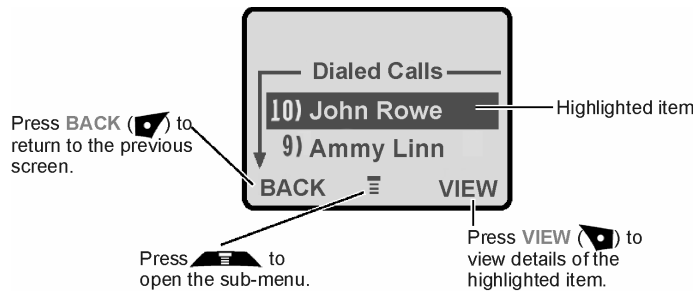 Dialed Calls
10) John Rowe
Highlighted item
9) Ammy Linn
Press BACK ( ) to
return to the previous
screen.
BACK
VIEW
Press to
open the sub-menu.
Press VIEW ( ) to
view details of the
highlighted item.